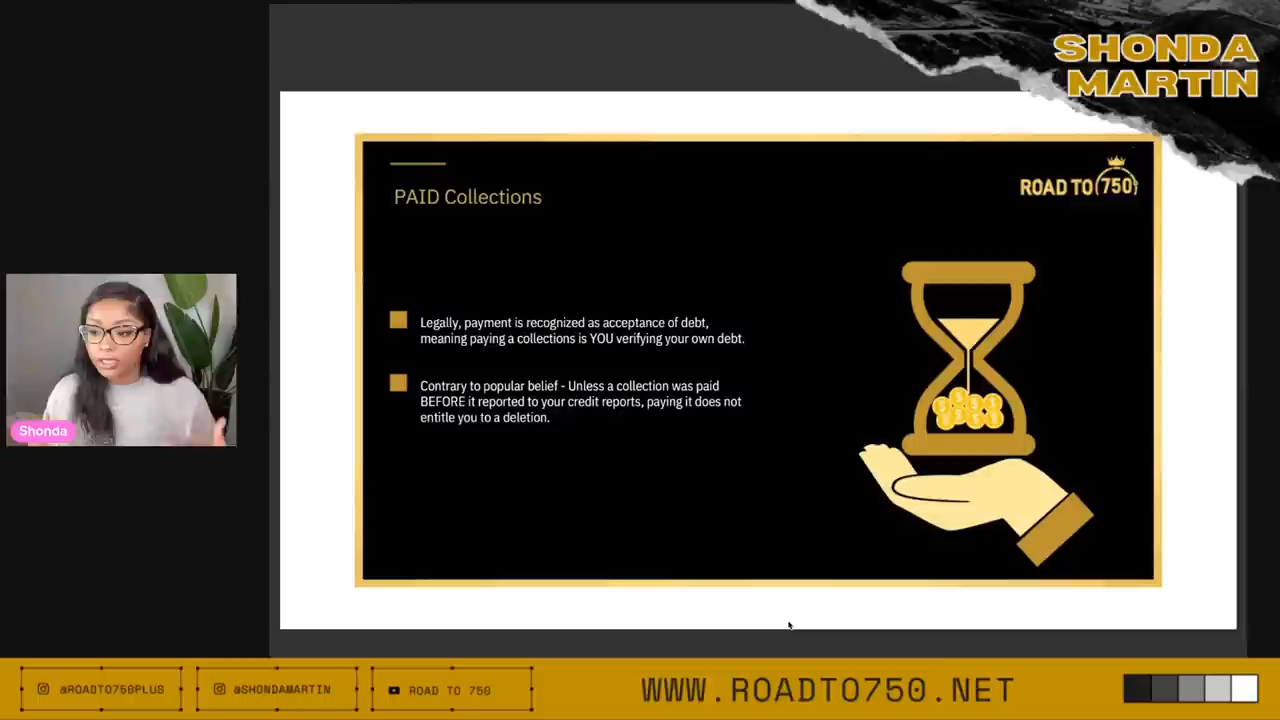 SHONDA
MARTIN
ROAD TO 750
PAID Collections
Legally, payment is recognized as acceptance of debt,
meaning paying a collections is YOU verifying your own debt.
Contrary to popular belief - Unless a collection was paid
BEFORE it reported to your credit reports, paying it does not
entitle you to a deletion.
Shonda
@ROADTO750PLUS
@SHONDAMARTIN
ROAD TO 750
WWW.ROADTO750.NET